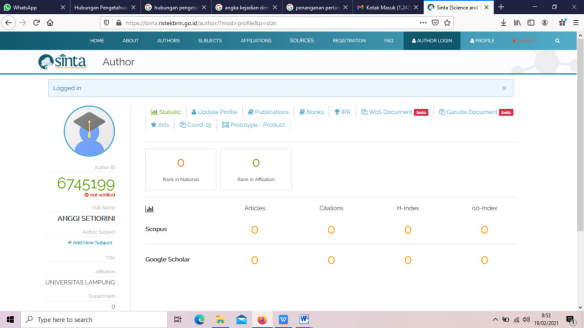 WhatsApp
Hubungan Pengetahua
hubungan pengetal
angka kejadian den
penanganan perton
Kotak Masuk (1.24
Sinta (Science and
https://sinta.ristekbrin.go.id/author/?mod=profile&p=stat
HOME ABOUT AUTHORS SUBJECTS AFFILIATIONS SOURCES REGISTRATION FAQ AUTHOR LOGIN PROFILE
sinta Author
Logged in
Statistic Update Profile Publications Books IPR WoS Document beta Garuda Document beta
Arts Covid-19 Prototype - Product
0 0
Rank in National Rank in Affiliation
Author ID
6745199
not verified
Full Name
ANGGI SETIORINI
Author Subject
+ Add New Subject
Title
Affiliation
UNIVERSITAS LAMPUNG
Department
0
Articles Citations H-Index i10-Index
Scopus 0 0 0 0
Google Scholar 0 0 0 0
Type here to search
8:53
19/02/2021